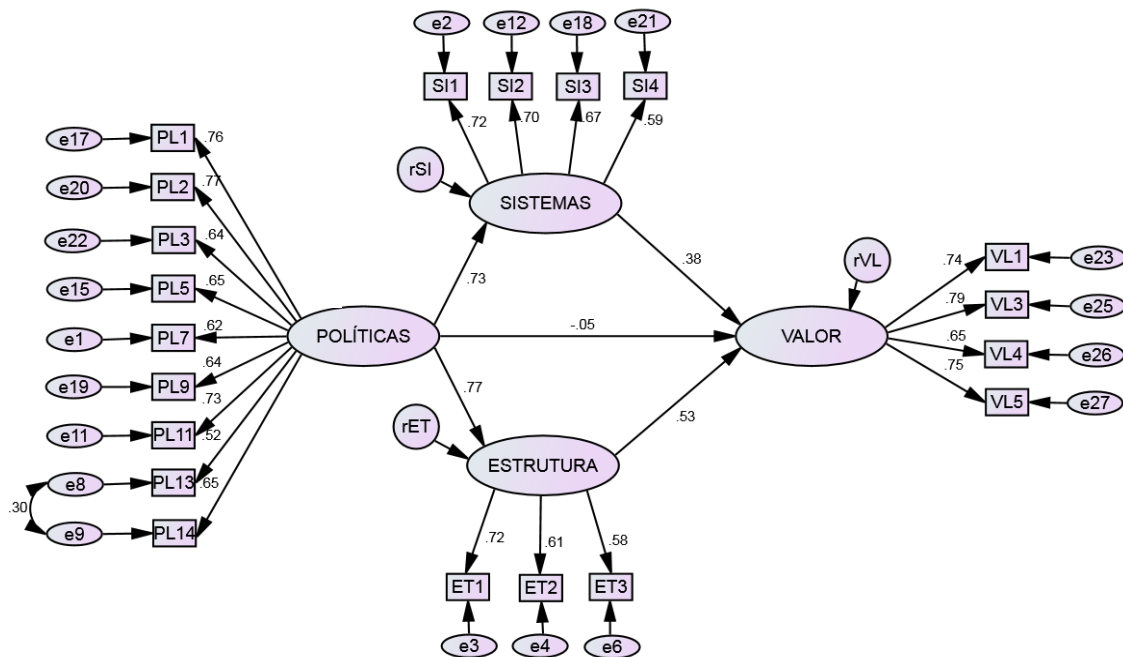 e2
e12
e18
e21
SI1
SI2
SI3
SI4
.72
.70
.67
.59
e17
PL1
.76
e20
PL2
.77
e22
PL3
.64
e15
PL5
.65
e1
PL7
.62
e19
PL9
.64
e11
PL11
.73
e8
PL13
.52
e9
PL14
.65
.30
rSI
SISTEMAS
.73
.38
POLÍTICAS
-.05
.77
.53
rVL
VALOR
.74
VL1
e23
.79
VL3
e25
.65
VL4
e26
.75
VL5
e27
rET
ESTRUTURA
.72
.61
.58
ET1
ET2
ET3
e3
e4
e6